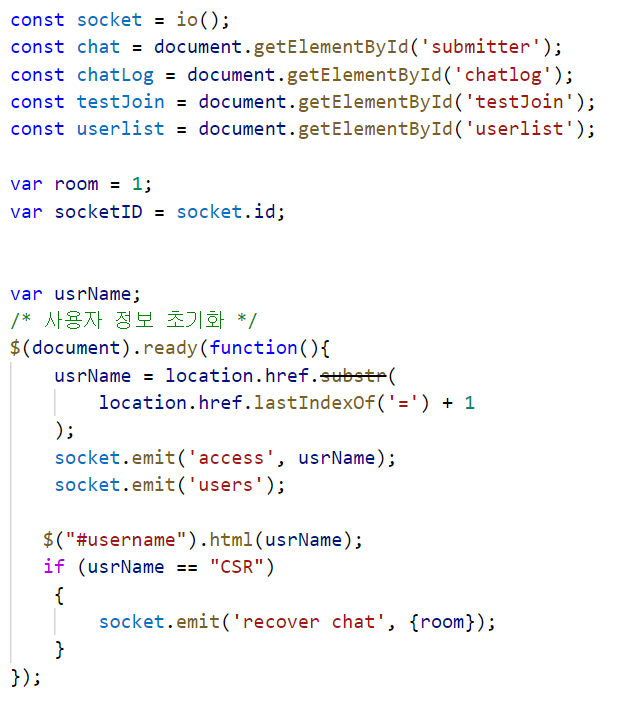 const socket = io();
const chat = document.getElementById('submitter');
const chatLog = document.getElementById('chatlog');
const testJoin = document.getElementById('testJoin');
const userlist = document.getElementById('userlist');
var room = 1;
var socketID = socket.id;
var usrName;
/* 사용자 정보 초기화 */
$(document).ready(function(){
usrName = location.href.substr(
location.href.lastIndexOf('=') + 1
);
socket.emit('access', usrName);
socket.emit('users');
$("#username").html(usrName);
if (usrName == "CSR")
{
socket.emit('recover chat', {room});
}
});